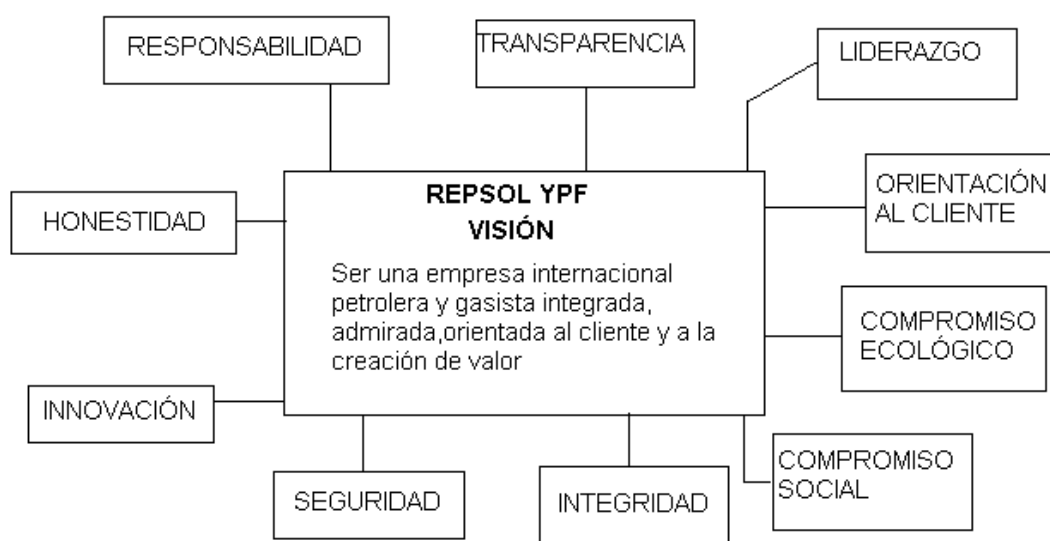 RESPONSABILIDAD
TRANSPARENCIA
LIDERAZGO
HONESTIDAD
REPSOL YPF
VISIÓN
Ser una empresa internacional
petrolera y gasista integrada,
admirada,orientada al cliente y a la
creación de valor
ORIENTACIÓN
AL CLIENTE
COMPROMISO
ECOLÓGICO
INNOVACIÓN
SEGURIDAD
INTEGRIDAD
COMPROMISO
SOCIAL